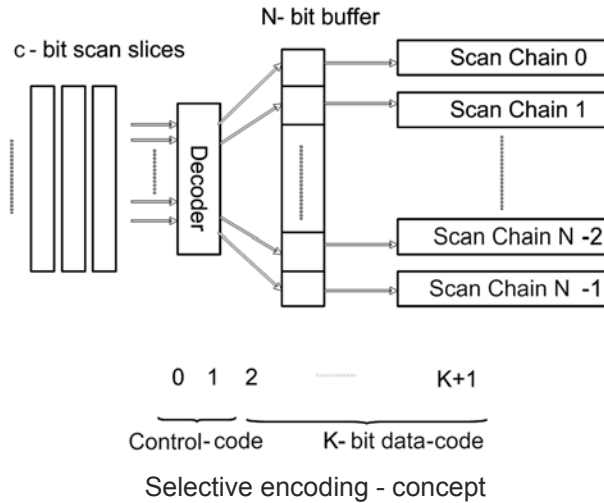 N- bit buffer
c - bit scan slices
Decoder
Scan Chain 0
Scan Chain 1
Scan Chain N -2
Scan Chain N -1
0 1 2 K+1
Control-code K- bit data-code
Selective encoding - concept